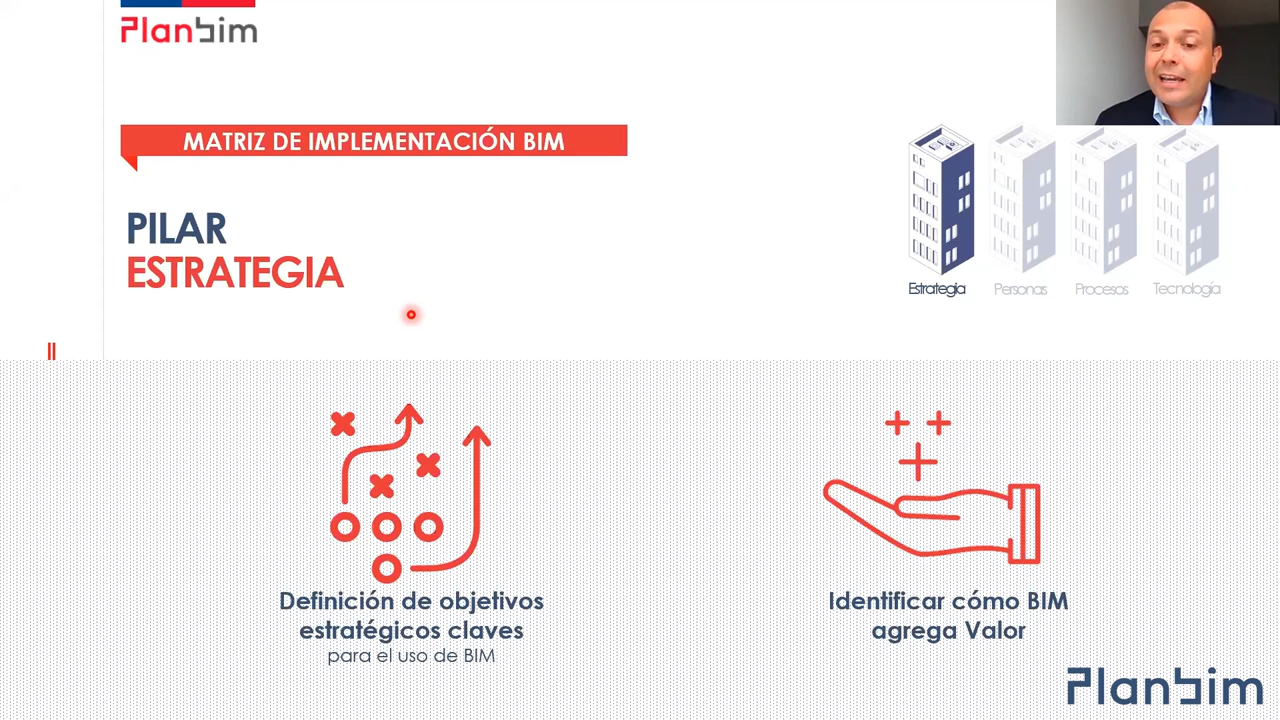 Planbim
MATRIZ DE IMPLEMENTACIÓN BIM
PILAR
ESTRATEGIA
Estrategia
Personas
Procesos
Tecnología
II
Definición de objetivos
estratégicos claves
para el uso de BIM
Identificar cómo BIM
agrega Valor
Planbim